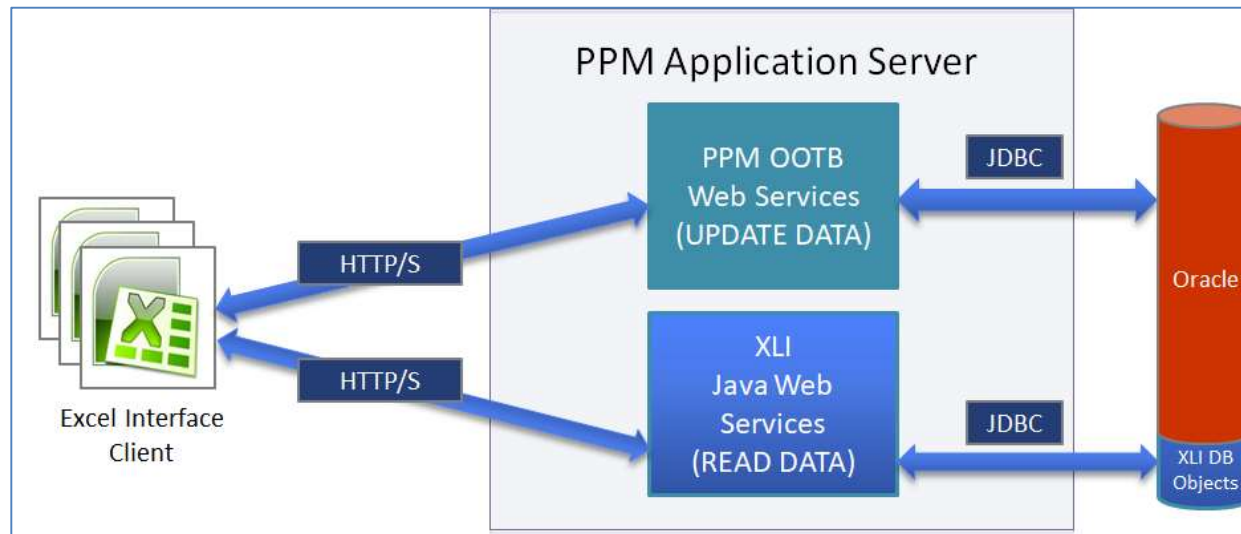 PPM Application Server
PPM OOTB
Web Services
(UPDATE DATA)
JDBC
HTTP/S
Oracle
XLI
Java Web
Services
(READ DATA)
HTTP/S
JDBC
Excel Interface
Client
XLI DB
Objects